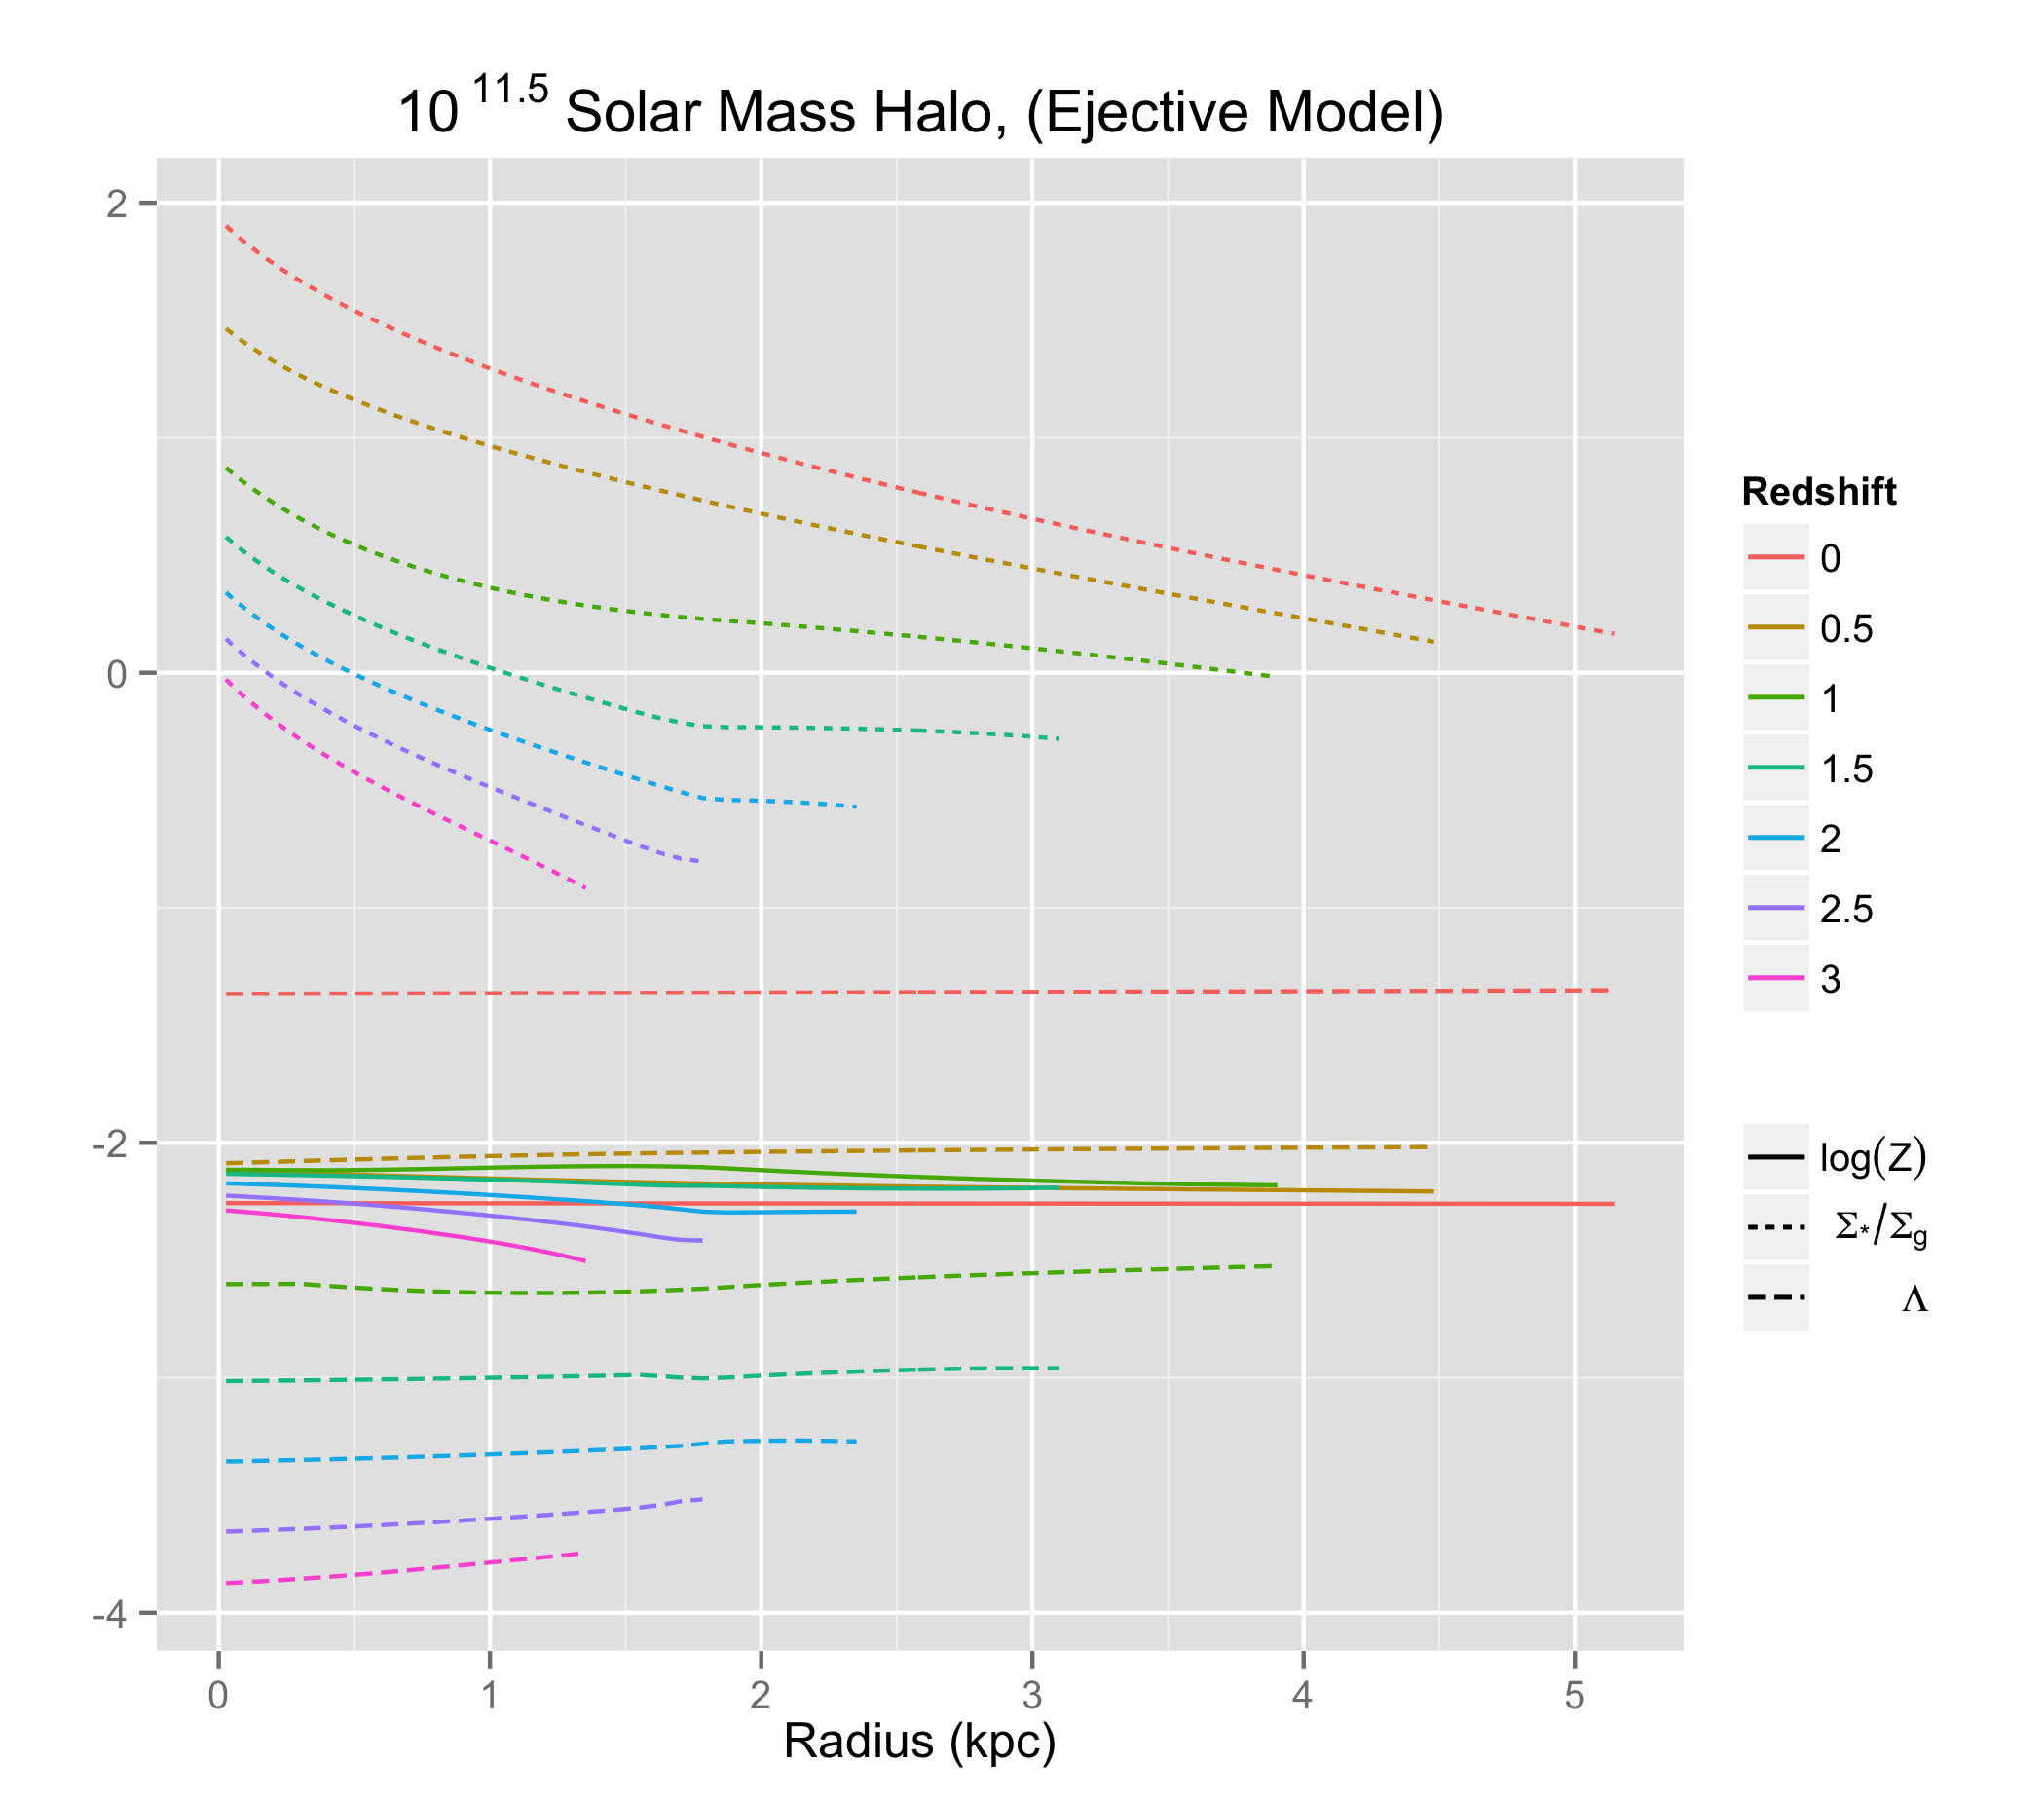 10^11.5 Solar Mass Halo, (Ejective Model)
2
0
-2
-4
0 1 2 3 4 5
Radius (kpc)
Redshift
0
0.5
1
1.5
2
2.5
3
log(Z)
Σ*/Σg
Λ